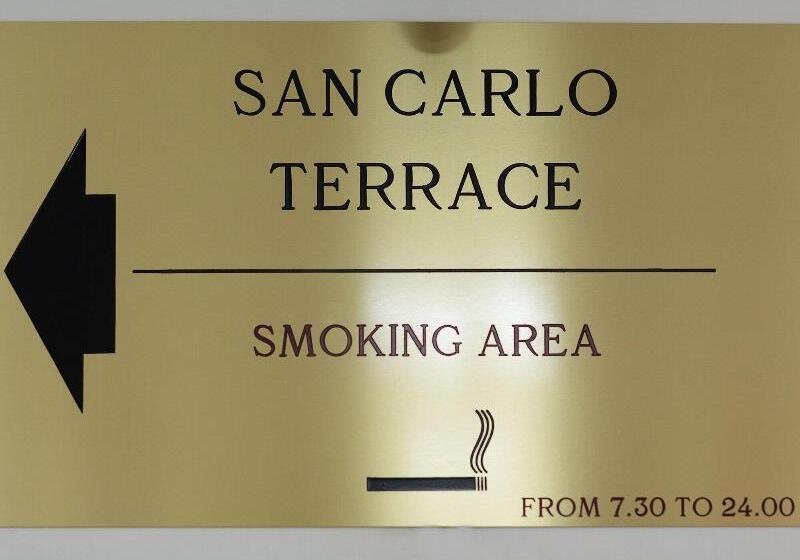 SAN CARLO
TERRACE
SMOKING AREA
FROM 7.30 TO 24.00